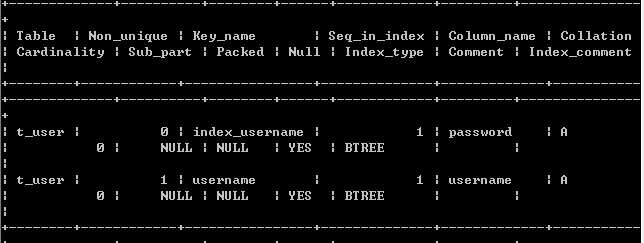 | Table | Non_unique | Key_name | Seq_in_index | Column_name | Collation
| Cardinality | Sub_part | Packed | Null | Index_type | Comment | Index_comment
|
| t_user | 0 | index_username | 1 | password | A
| 0 | NULL | NULL | YES | BTREE | |
|
| t_user | 1 | username | 1 | username | A
| 0 | NULL | NULL | YES | BTREE | |
|